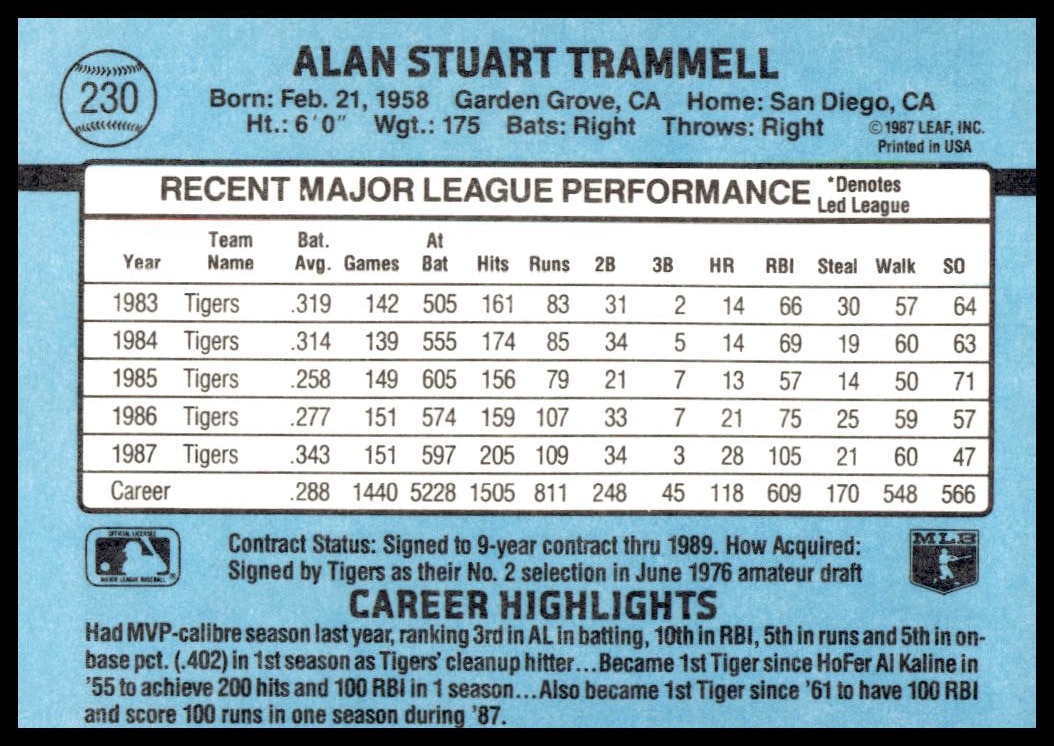 230
ALAN STUART TRAMMELL
Born: Feb. 21, 1958 Garden Grove, CA Home: San Diego, CA
Ht.: 6'0" Wgt.: 175 Bats: Right Throws: Right
©1987 LEAF, INC.
Printed in USA
RECENT MAJOR LEAGUE PERFORMANCE *Denotes Led League
Year Team Name Bat. Avg. Games At Bat Hits Runs 2B 3B HR RBI Steal Walk SO
1983 Tigers .319 142 505 161 83 31 2 14 66 30 57 64
1984 Tigers .314 139 555 174 85 34 5 14 69 19 60 63
1985 Tigers .258 149 605 156 79 21 7 13 57 14 50 71
1986 Tigers .277 151 574 159 107 33 7 21 75 25 59 57
1987 Tigers .343 151 597 205 109 34 3 28 105 21 60 47
Career .288 1440 5228 1505 811 248 45 118 609 170 548 566
OFFICIAL LICENSEE
MAJOR LEAGUE BASEBALL ®
Contract Status: Signed to 9-year contract thru 1989. How Acquired:
Signed by Tigers as their No. 2 selection in June 1976 amateur draft
MLB
CAREER HIGHLIGHTS
Had MVP-calibre season last year, ranking 3rd in AL in batting, 10th in RBI, 5th in runs and 5th in on-
base pct. (.402) in 1st season as Tigers' cleanup hitter...Became 1st Tiger since HoFer Al Kaline in
'55 to achieve 200 hits and 100 RBI in 1 season...Also became 1st Tiger since '61 to have 100 RBI
and score 100 runs in one season during '87.